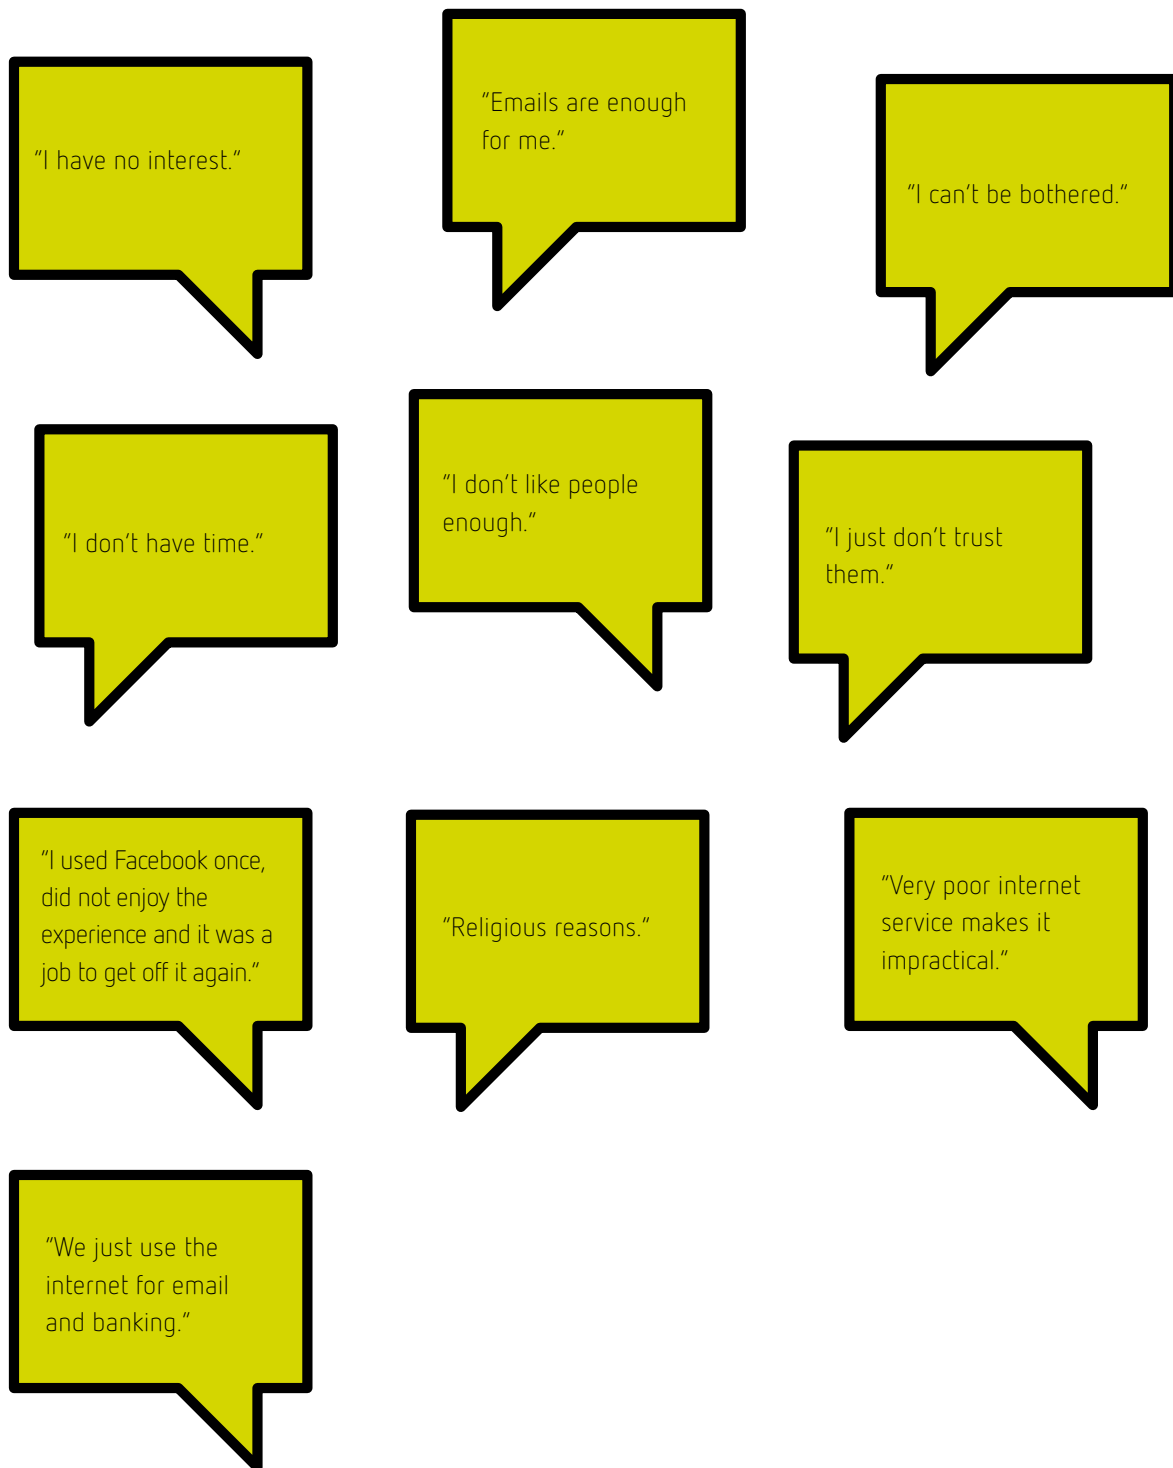 "I have no interest."
"Emails are enough
for me."
"I can't be bothered."
"I don't have time."
"I don't like people
enough."
"I just don't trust
them."
"I used Facebook once,
did not enjoy the
experience and it was a
job to get off it again."
"Religious reasons."
"Very poor internet
service makes it
impractical."
"We just use the
internet for email
and banking."